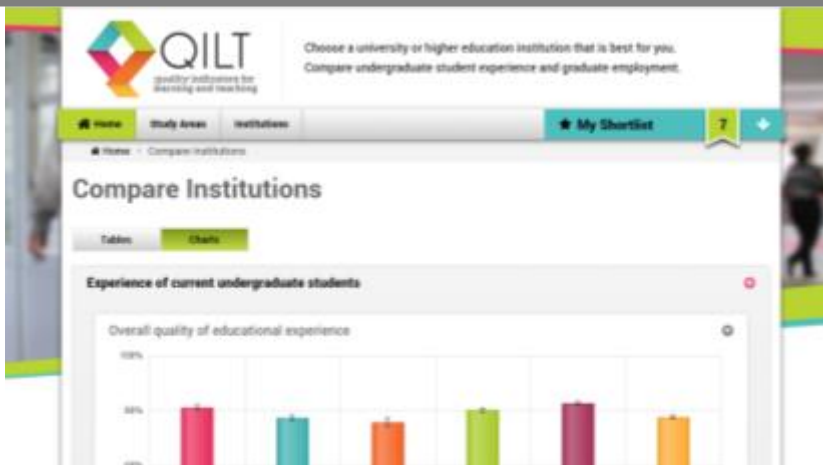 QILT
quality indicators for
learning and teaching
Choose a university or higher education institution that is best for you.
Compare undergraduate student experience and graduate employment.
Home Study Areas Institutions My Shortlist 7
Home Compare Institutions
Compare Institutions
Tables Charts
Experience of current undergraduate students
Overall quality of educational experience
100%